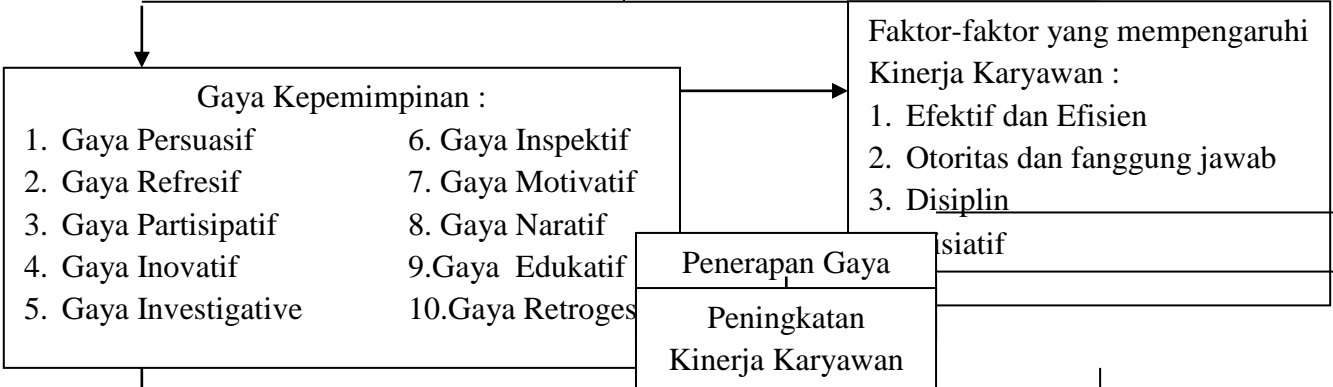 Faktor-faktor yang mempengaruhi
Kinerja Karyawan :
1. Efektif dan Efisien
2. Otoritas dan fanggung jawab
3. Disiplin
isiatif
Gaya Kepemimpinan :
1. Gaya Persuasif
2. Gaya Refresif
3. Gaya Partisipatif
4. Gaya Inovatif
5. Gaya Investigative
6. Gaya Inspektif
7. Gaya Motivatif
8. Gaya Naratif
9.Gaya Edukatif
10.Gaya Retroges
Penerapan Gaya
Peningkatan
Kinerja Karyawan